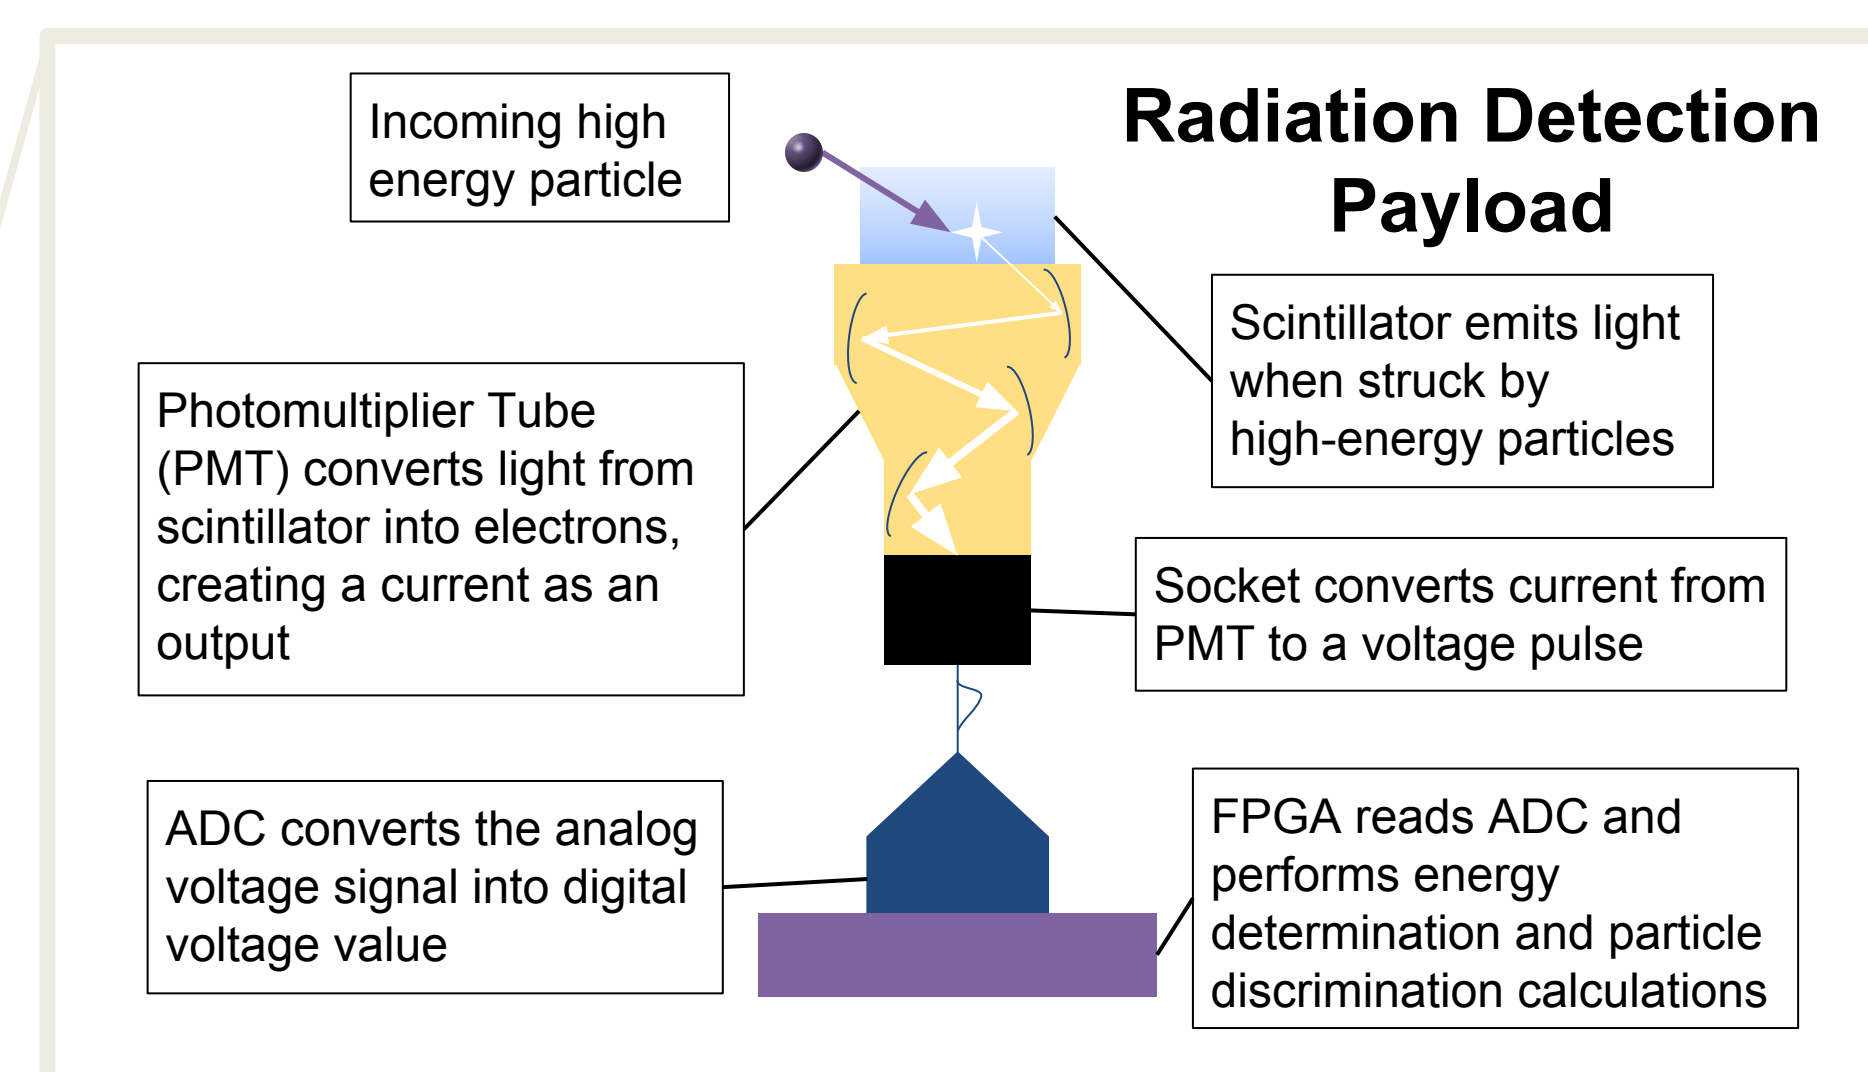 Radiation Detection
Payload
Incoming high
energy particle
Scintillator emits light
when struck by
high-energy particles
Photomultiplier Tube
(PMT) converts light from
scintillator into electrons,
creating a current as an
output
Socket converts current from
PMT to a voltage pulse
ADC converts the analog
voltage signal into digital
voltage value
FPGA reads ADC and
performs energy
determination and particle
discrimination calculations